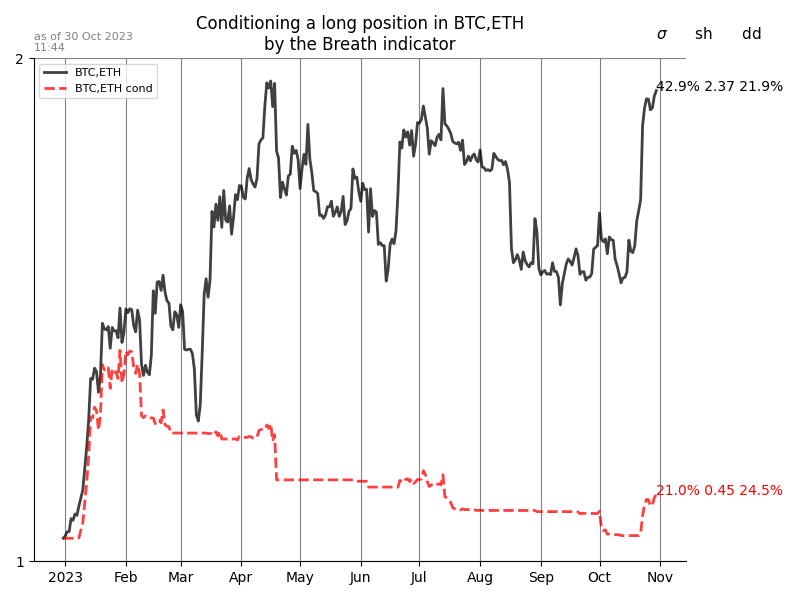 Conditioning a long position in BTC,ETH
by the Breath indicator
as of 30 Oct 2023
11:44
σ sh dd
BTC,ETH
BTC,ETH cond
42.9% 2.37 21.9%
21.0% 0.45 24.5%
2
1
2023 Feb Mar Apr May Jun Jul Aug Sep Oct Nov